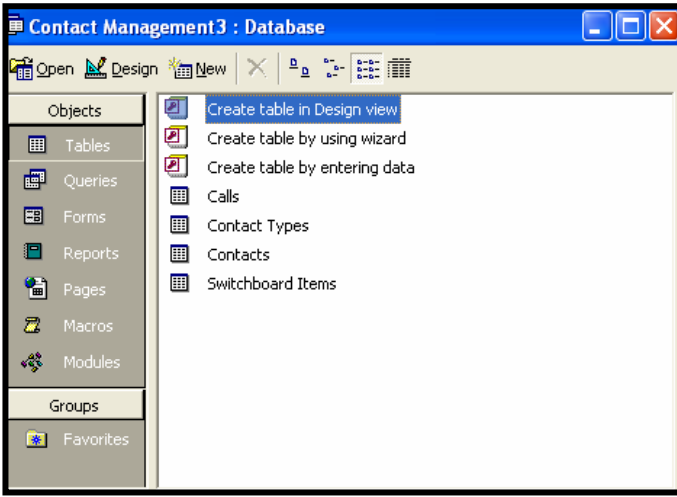 Contact Management3 : Database
Open Design New
Objects
Tables
Queries
Forms
Reports
Pages
Macros
Modules
Groups
Favorites
Create table in Design view
Create table by using wizard
Create table by entering data
Calls
Contact Types
Contacts
Switchboard Items